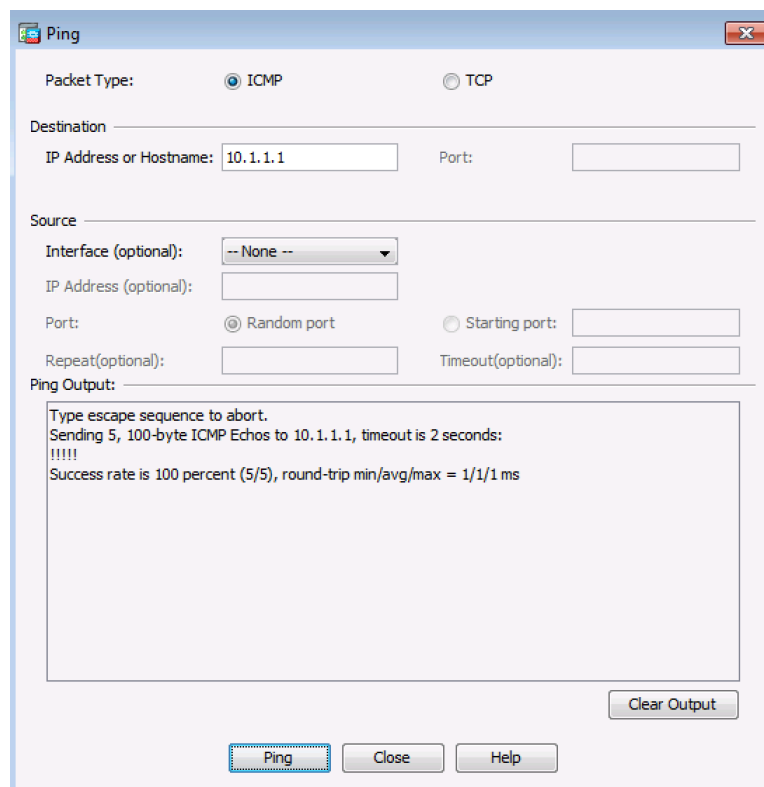 Ping
Packet Type: ICMP TCP
Destination
IP Address or Hostname: 10.1.1.1 Port:
Source
Interface (optional): -- None --
IP Address (optional):
Port: Random port Starting port:
Repeat(optional): Timeout(optional):
Ping Output:
Type escape sequence to abort.
Sending 5, 100-byte ICMP Echos to 10.1.1.1, timeout is 2 seconds:
!!!!!
Success rate is 100 percent (5/5), round-trip min/avg/max = 1/1/1 ms
Clear Output
Ping Close Help